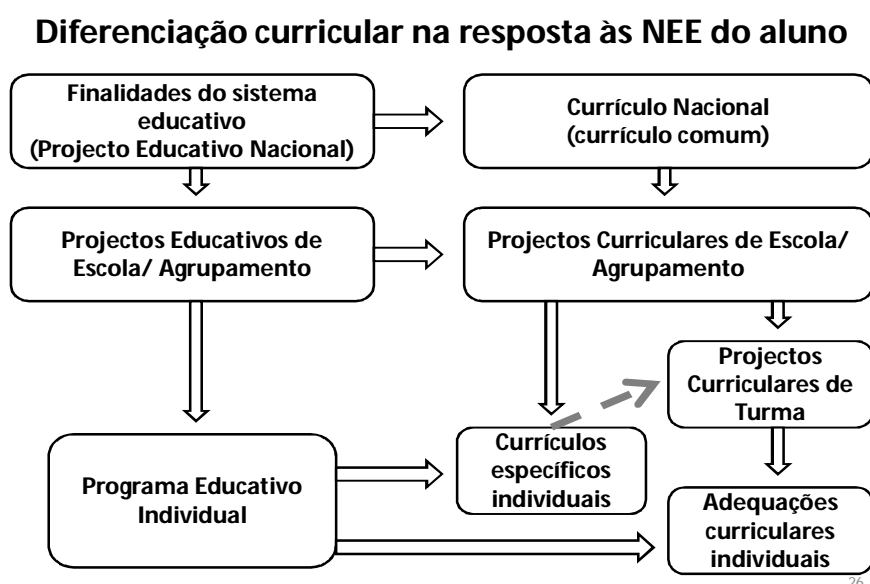 Diferenciação curricular na resposta às NEE do aluno
Finalidades do sistema
educativo
(Projecto Educativo Nacional)
Currículo Nacional
(currículo comum)
Projectos Educativos de
Escola/ Agrupamento
Projectos Curriculares de Escola/
Agrupamento
Projectos
Curriculares de
Turma
Programa Educativo
Individual
Currículos
específicos
individuais
Adequações
curriculares
individuais
26